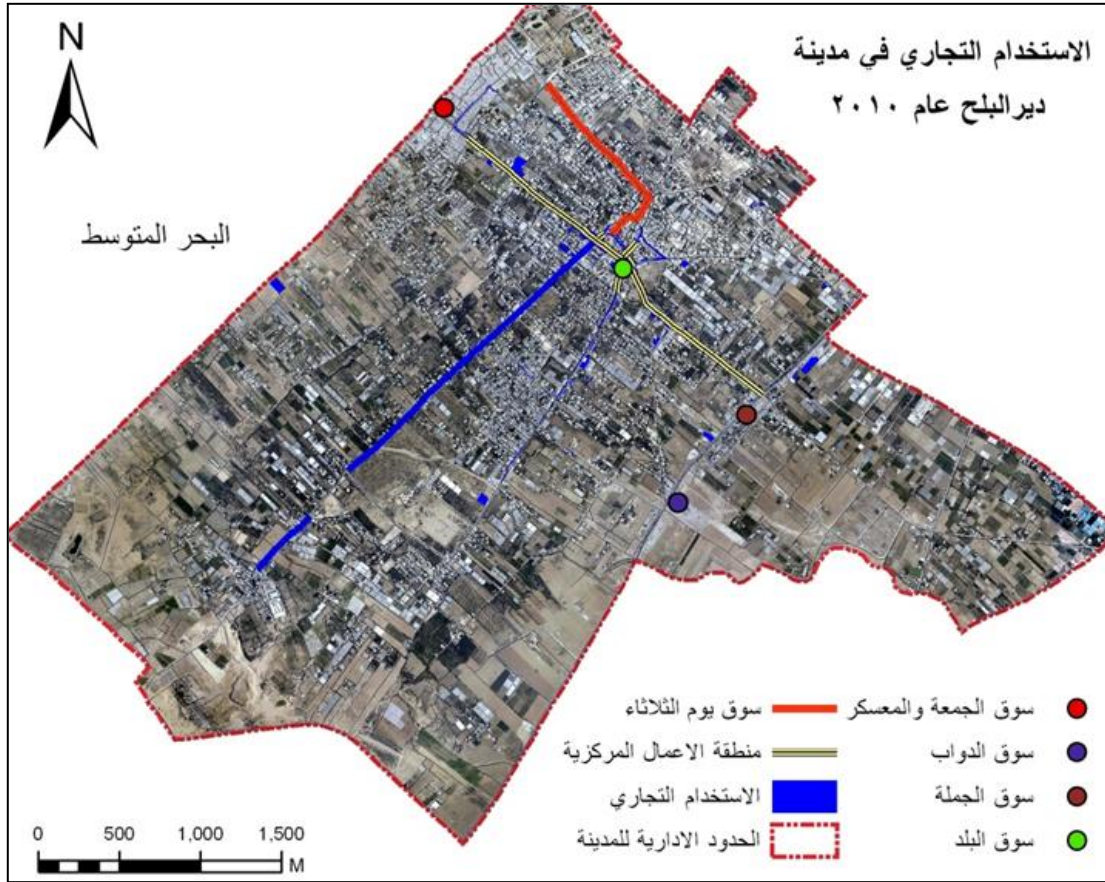 الاستخدام التجاري في مدينة
ديرالبلح عام ٢٠١٠
N
البحر المتوسط
سوق الجمعة والمعسكر
سوق الدواب
سوق الجملة
سوق البلد
سوق يوم الثلاثاء
منطقة الاعمال المركزية
الاستخدام التجاري
الحدود الادارية للمدينة
0 500 1,000 1,500
M